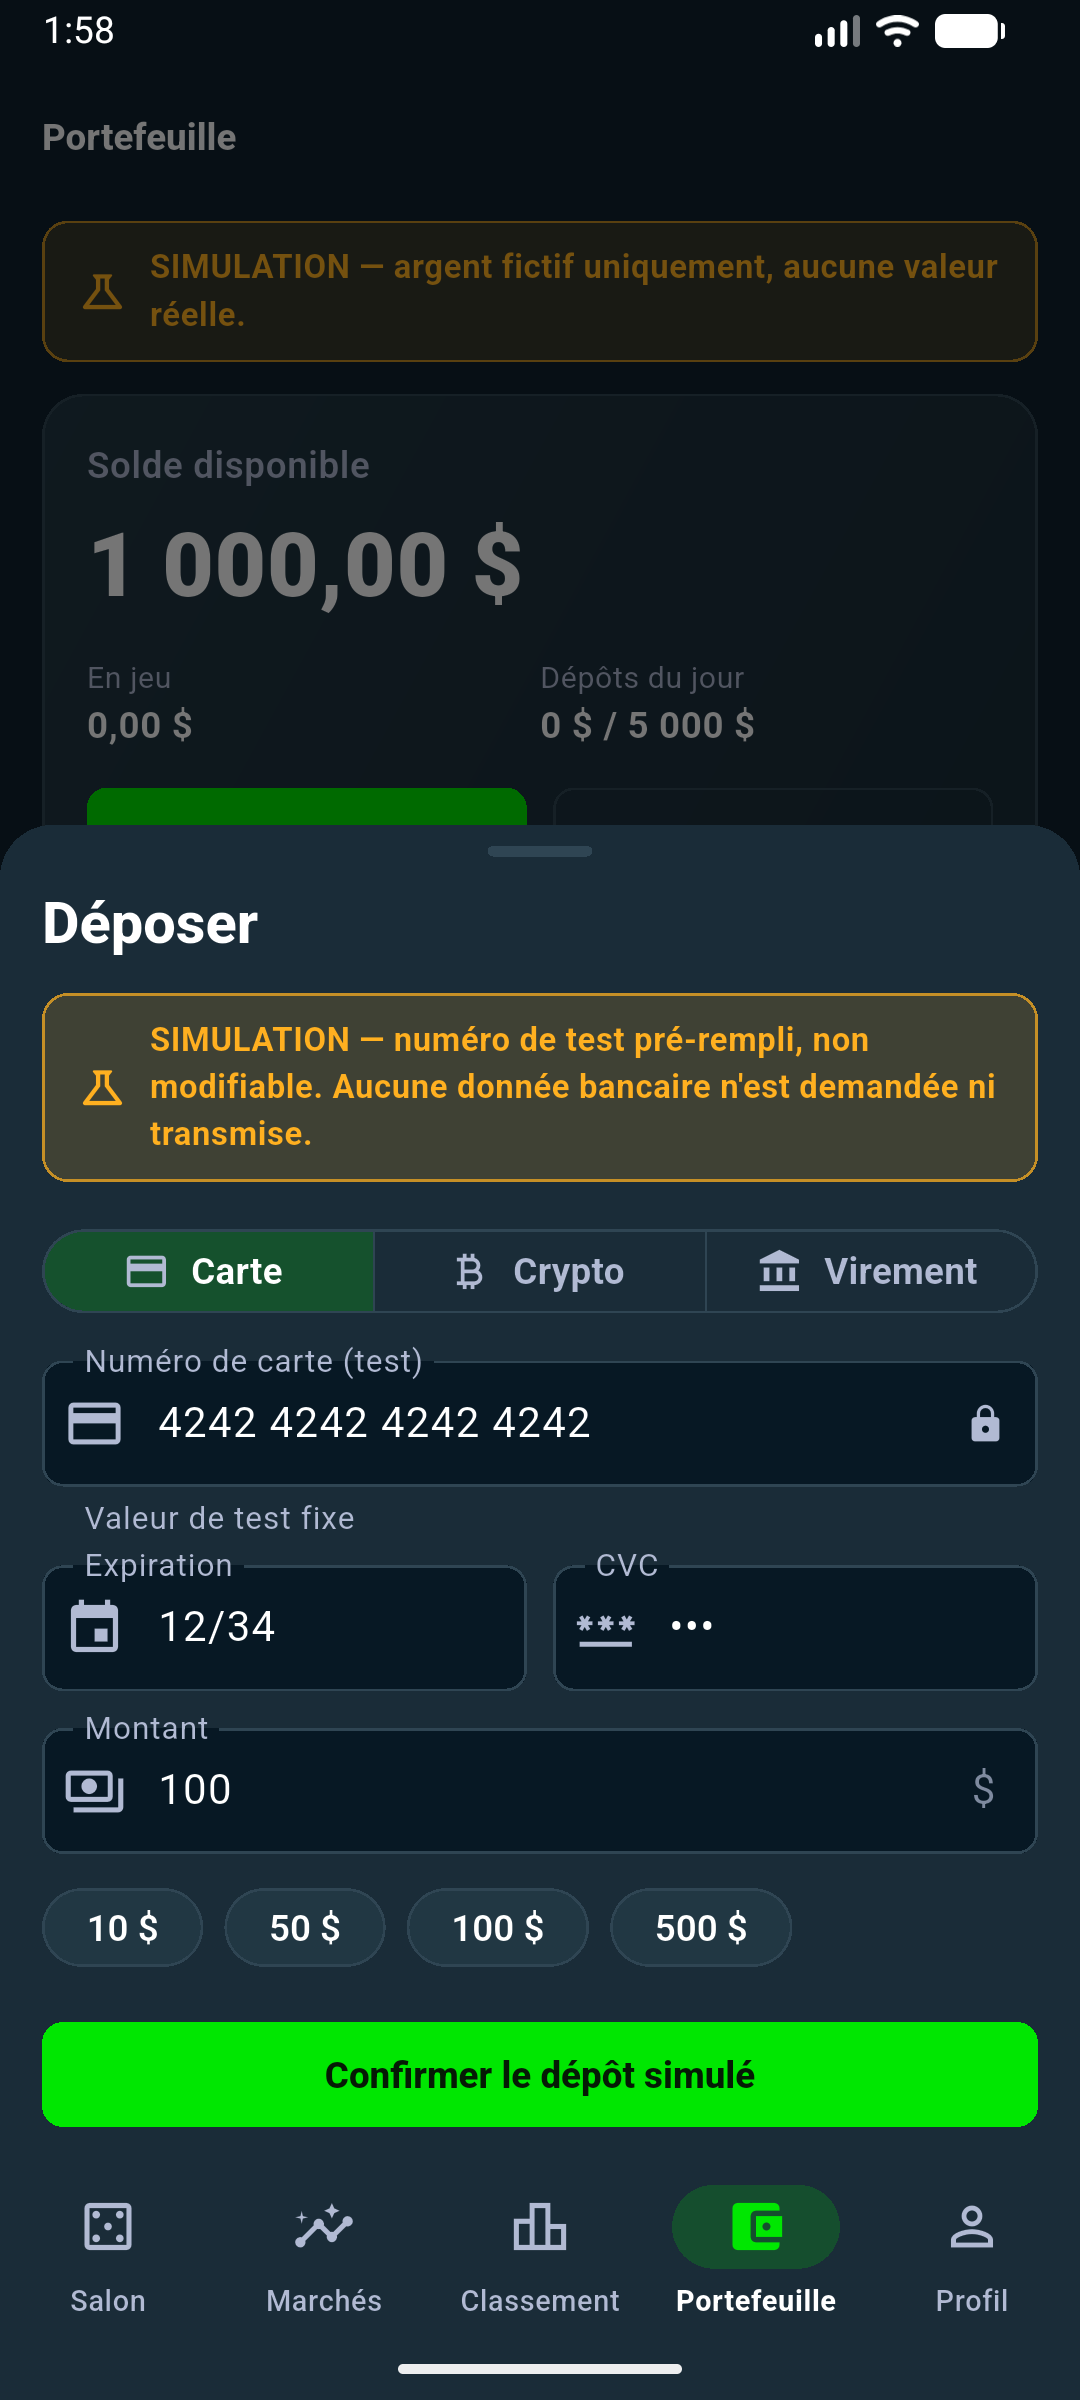 1:58
Portefeuille
SIMULATION — argent fictif uniquement, aucune valeur
réelle.
Solde disponible
1 000,00 $
En jeu
Dépôts du jour
0,00 $
0 $ / 5 000 $
Déposer
SIMULATION — numéro de test pré-rempli, non
modifiable. Aucune donnée bancaire n'est demandée ni
transmise.
Carte
Crypto
Virement
Numéro de carte (test)
4242 4242 4242 4242
Valeur de test fixe
Expiration
CVC
12/34
•••
Montant
100
$
10 $
50 $
100 $
500 $
Confirmer le dépôt simulé
Salon
Marchés
Classement
Portefeuille
Profil